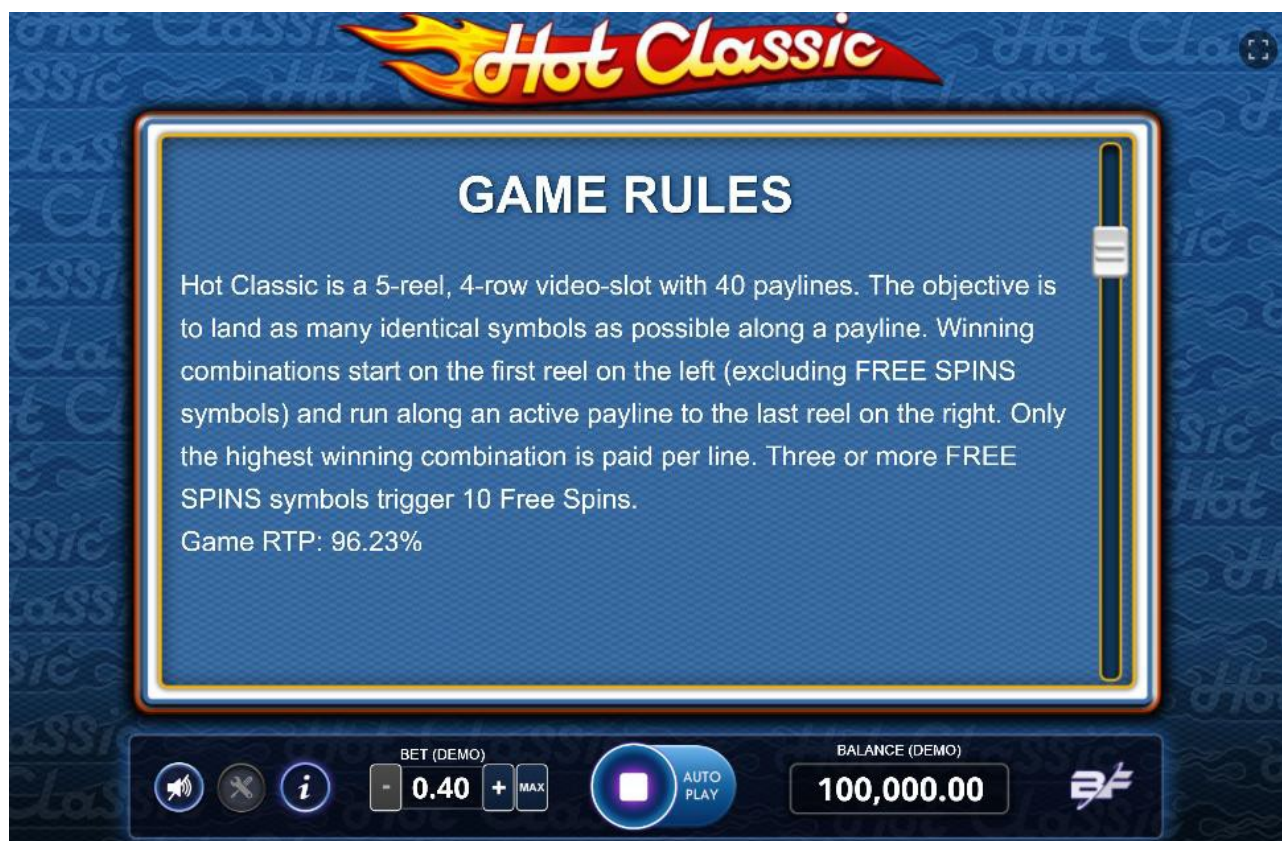 Hot Classic
GAME RULES
Hot Classic is a 5-reel, 4-row video-slot with 40 paylines. The objective is
to land as many identical symbols as possible along a payline. Winning
combinations start on the first reel on the left (excluding FREE SPINS
symbols) and run along an active payline to the last reel on the right. Only
the highest winning combination is paid per line. Three or more FREE
SPINS symbols trigger 10 Free Spins.
Game RTP: 96.23%
BET (DEMO)
- 0.40 + MAX
AUTO
PLAY
BALANCE (DEMO)
100,000.00